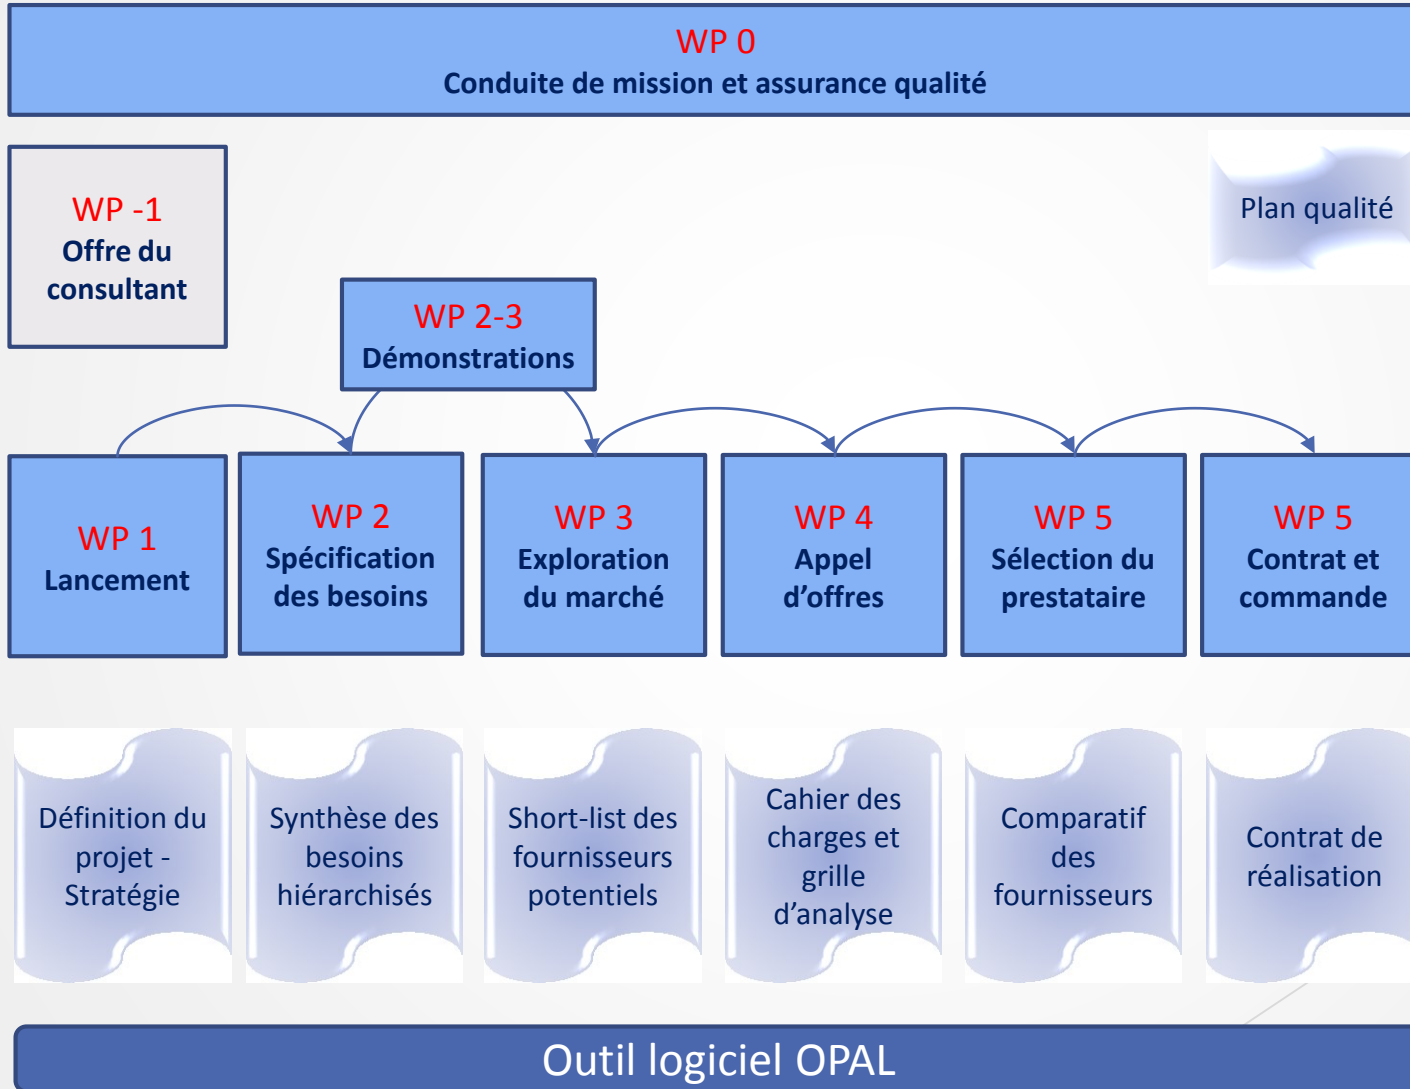 WP 0
Conduite de mission et assurance qualité
WP -1
Offre du
consultant
Plan qualité
WP 2-3
Démonstrations
WP 1
Lancement
WP 2
Spécification
des besoins
WP 3
Exploration
du marché
WP 4
Appel
d’offres
WP 5
Sélection du
prestataire
WP 5
Contrat et
commande
Définition du
projet -
Stratégie
Synthèse des
besoins
hiérarchisés
Short-list des
fournisseurs
potentiels
Cahier des
charges et
grille
d’analyse
Comparatif
des
fournisseurs
Contrat de
réalisation
Outil logiciel OPAL